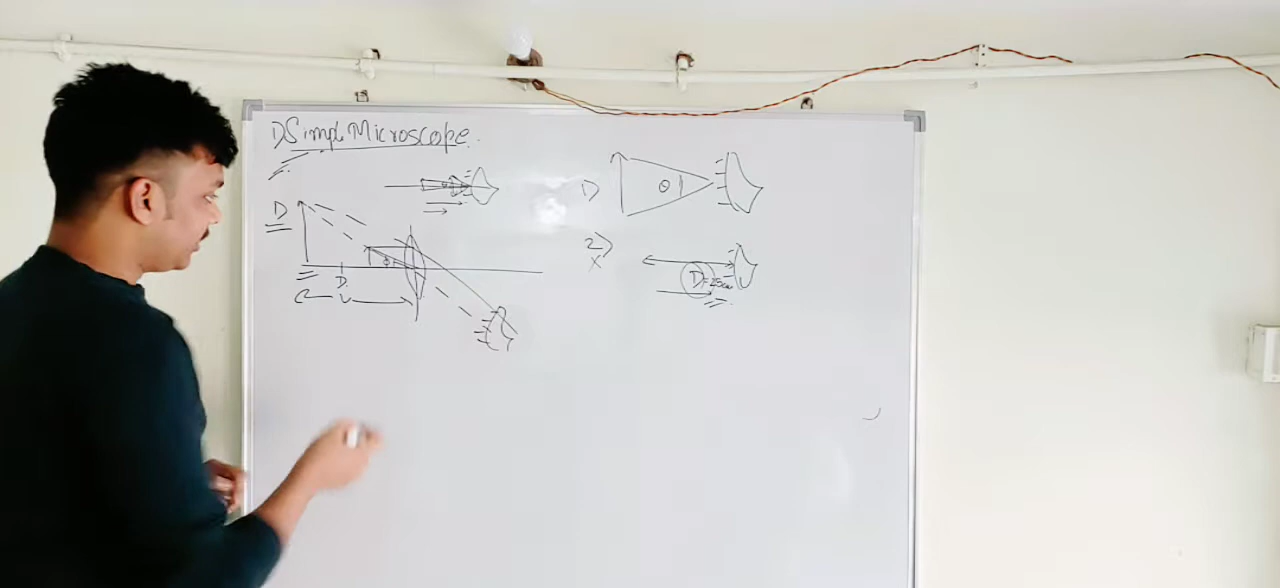 1) Simple Microscope.
1)
θ
D
2)
x
D=25cm
D
θ
v